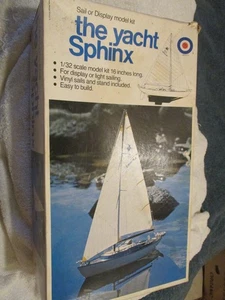 Sail or Display model kit
the yacht
Sphinx
• 1/32 scale model kit 16 inches long.
• For display or light sailing.
• Vinyl sails and stand included.
• Easy to build.